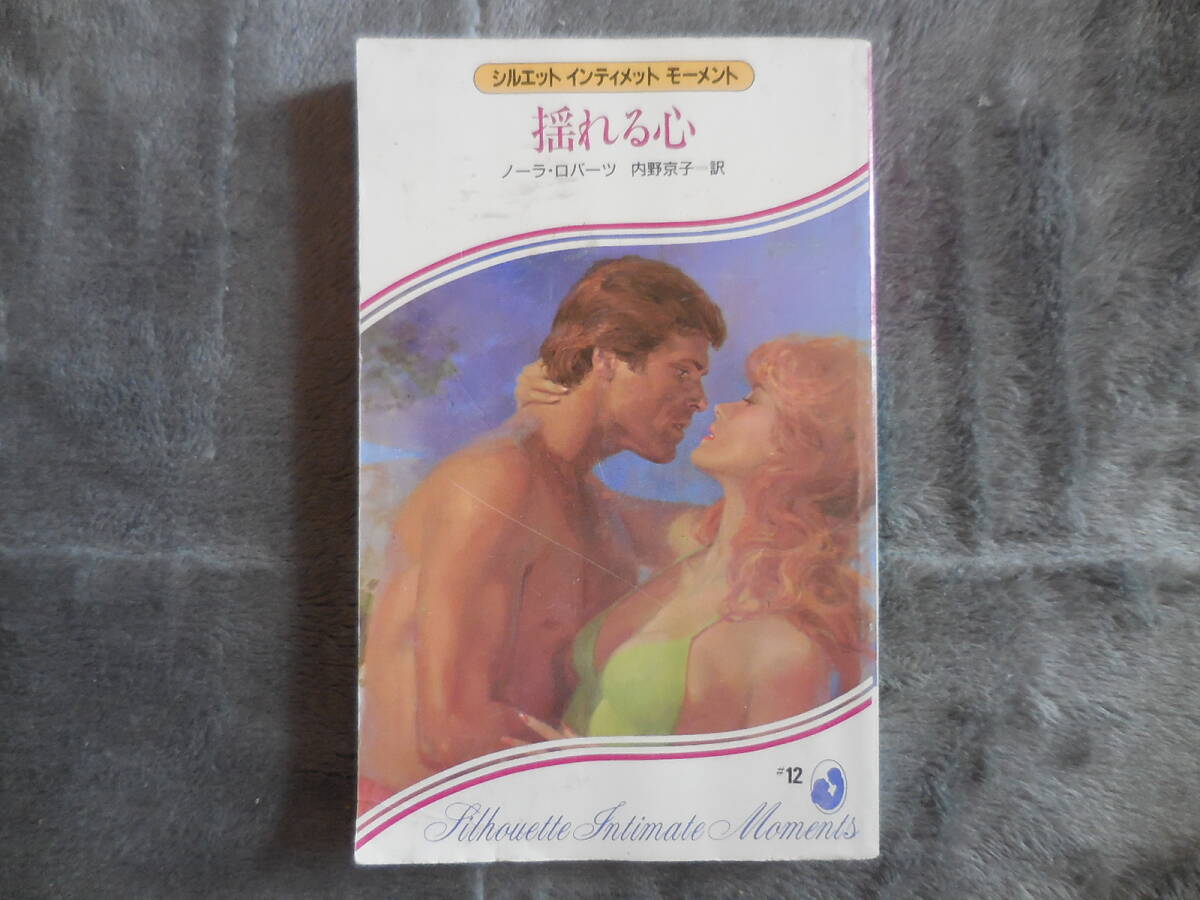 シルエット インティメット モーメント
揺れる心
ノーラ・ロバーツ 内野京子=訳
#12
Silhouette Intimate Moments